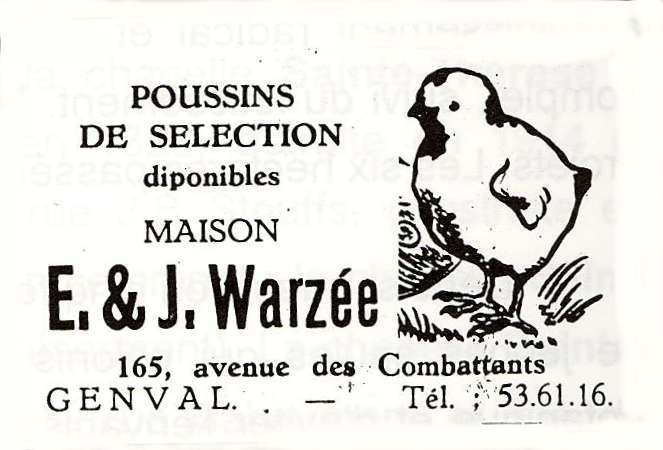 POUSSINS
DE SELECTION
diponibles
MAISON
E. & J. Warzée
165, avenue des Combattants
GENVAL. . — Tél. ; 53.61.16.